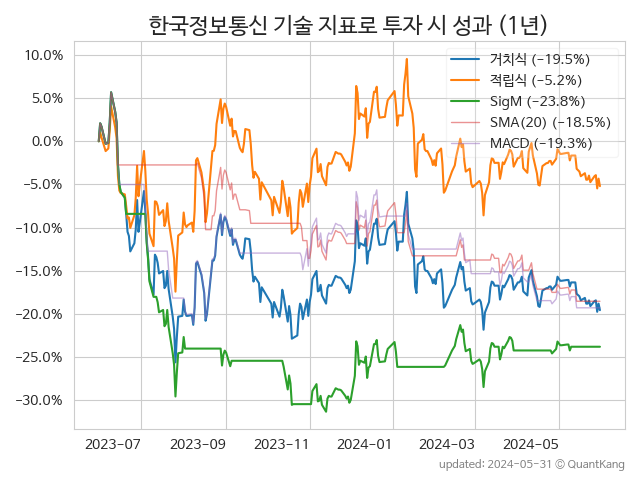 한국정보통신 기술 지표로 투자 시 성과 (1년)
10.0%
5.0%
0.0%
−5.0%
−10.0%
−15.0%
−20.0%
−25.0%
−30.0%
거치식 (−19.5%)
적립식 (−5.2%)
SigM (−23.8%)
SMA(20) (−18.5%)
MACD (−19.3%)
2023-07 2023-09 2023-11 2024-01 2024-03 2024-05
updated: 2024-05-31 © QuantKang